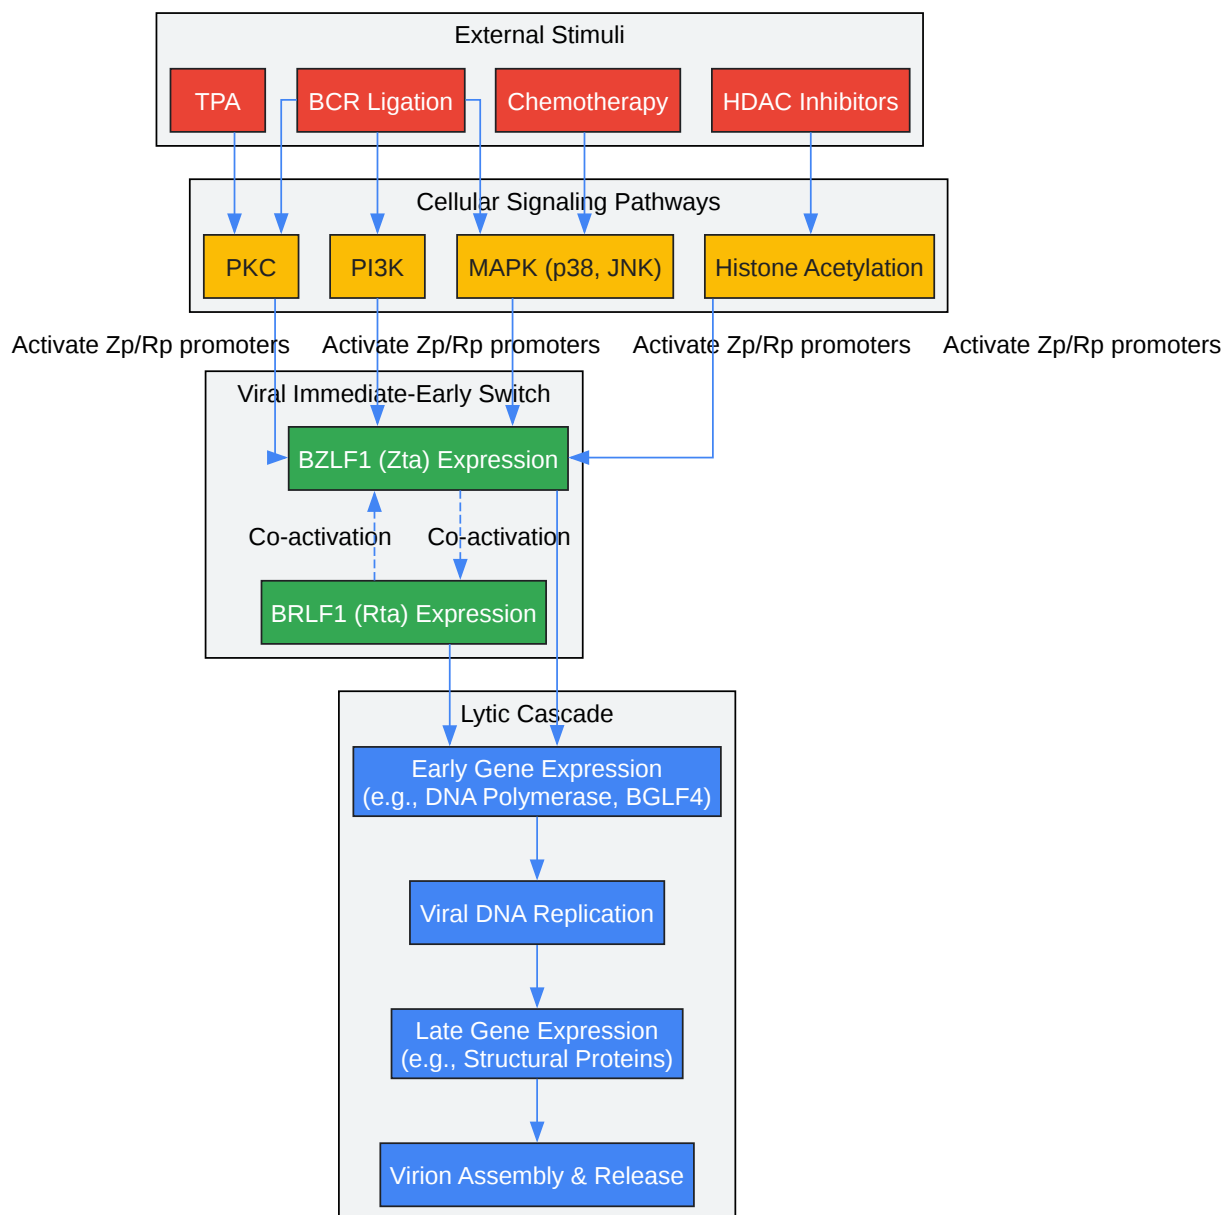 External Stimuli
TPA
BCR Ligation
Chemotherapy
HDAC Inhibitors
Cellular Signaling Pathways
PKC
PI3K
MAPK (p38, JNK)
Histone Acetylation
Activate Zp/Rp promoters
Activate Zp/Rp promoters
Activate Zp/Rp promoters
Activate Zp/Rp promoters
Viral Immediate-Early Switch
BZLF1 (Zta) Expression
Co-activation
Co-activation
BRLF1 (Rta) Expression
Lytic Cascade
Early Gene Expression
(e.g., DNA Polymerase, BGLF4)
Viral DNA Replication
Late Gene Expression
(e.g., Structural Proteins)
Virion Assembly & Release